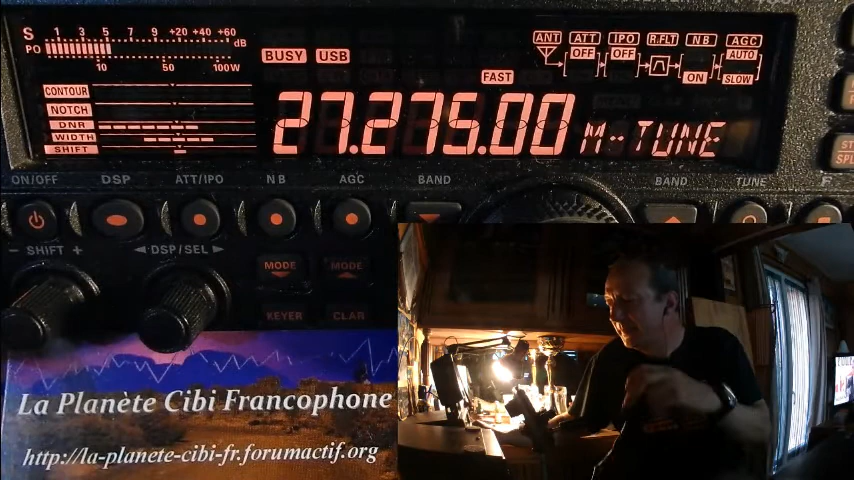 S 1 3 5 7 9 +20 +40 +60 dB
PO 10 50 100W
BUSY USB
FAST
ANT ATT IPO R.FLT NB AGC
OFF OFF AUTO
ON SLOW
CONTOUR
NOTCH
DNR
WIDTH
SHIFT
27.275.00 M-TUNE
ON/OFF DSP ATT/IPO NB AGC BAND BAND TUNE
- SHIFT + ◄DSP/SEL►
MODE MODE
KEYER CLAR
La Planète Cibi Francophone
http://la-planete-cibi-fr.forumactif.org